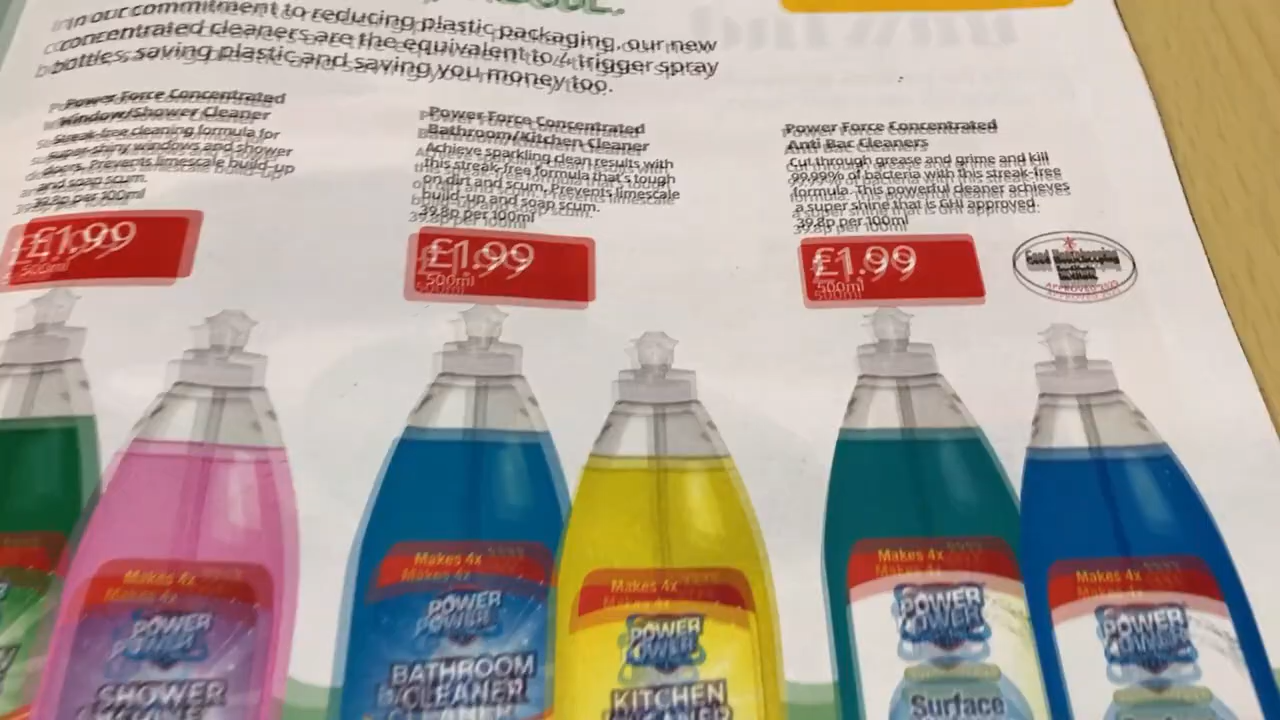 in our commitment to reducing plastic packaging, our new
concentrated cleaners are the equivalent to 4 trigger spray
bottles, saving plastic and saving you money too.
Power Force Concentrated
Window/Shower Cleaner
Streak-free cleaning formula for
super-shiny windows and shower
doors. Prevents limescale build-up
and soap scum.
39.8p per 100ml
£1.99
500ml
Power Force Concentrated
Bathroom/Kitchen Cleaner
Achieve sparkling clean results with
this streak-free formula that's tough
on dirt and scum. Prevents limescale
build-up and soap scum.
39.8p per 100ml
£1.99
500ml
Power Force Concentrated
Anti Bac Cleaners
Cut through grease and grime and kill
99.99% of bacteria with this streak-free
formula. This powerful cleaner achieves
a super shine that is GHI approved.
39.8p per 100ml
£1.99
500ml
Good Housekeeping
Institute
APPROVED
Makes 4x
POWER
SHOWER
Makes 4x
POWER
BATHROOM
CLEANER
Makes 4x
POWER
KITCHEN
CLEANER
Makes 4x
POWER
Surface
Makes 4x
POWER